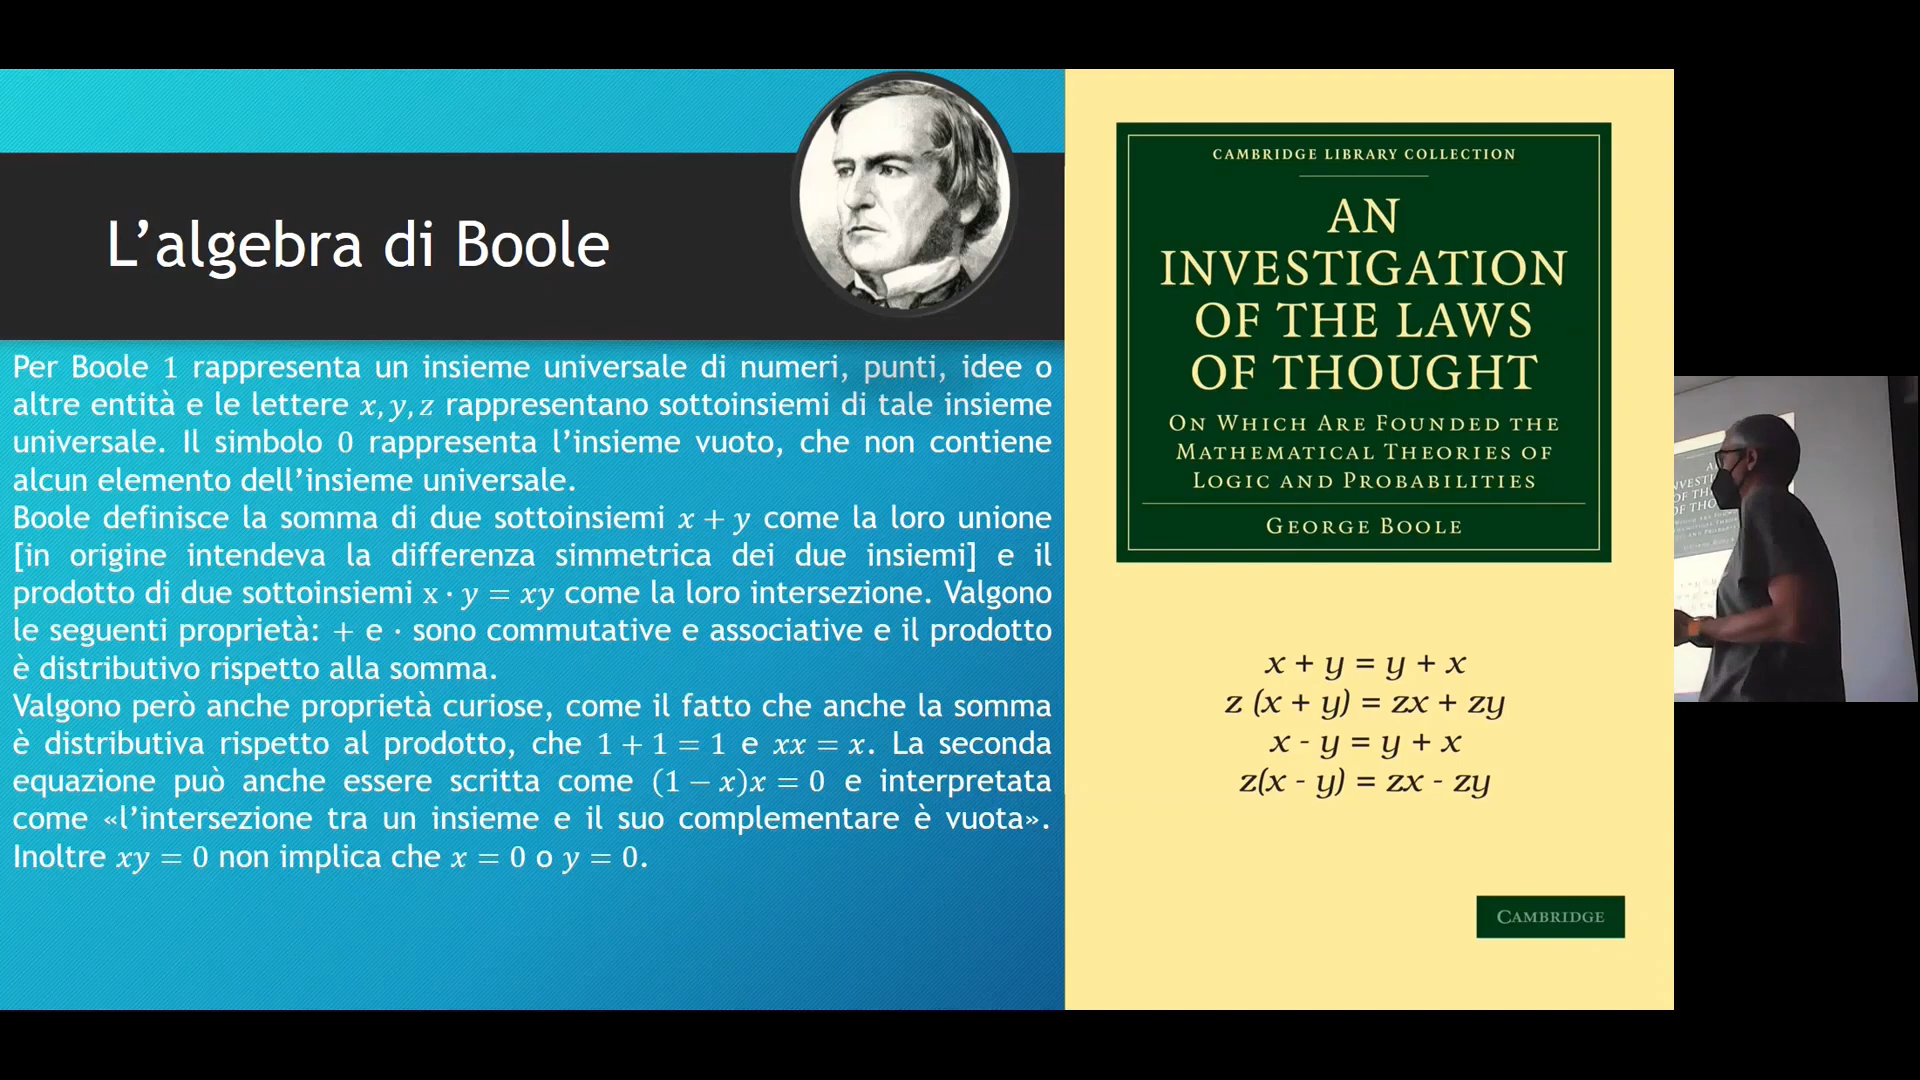 L’algebra di Boole
Per Boole 1 rappresenta un insieme universale di numeri, punti, idee o
altre entità e le lettere x, y, z rappresentano sottoinsiemi di tale insieme
universale. Il simbolo 0 rappresenta l’insieme vuoto, che non contiene
alcun elemento dell’insieme universale.
Boole definisce la somma di due sottoinsiemi x + y come la loro unione
[in origine intendeva la differenza simmetrica dei due insiemi] e il
prodotto di due sottoinsiemi x · y = xy come la loro intersezione. Valgono
le seguenti proprietà: + e · sono commutative e associative e il prodotto
è distributivo rispetto alla somma.
Valgono però anche proprietà curiose, come il fatto che anche la somma
è distributiva rispetto al prodotto, che 1 + 1 = 1 e xx = x. La seconda
equazione può anche essere scritta come (1 − x)x = 0 e interpretata
come «l’intersezione tra un insieme e il suo complementare è vuota».
Inoltre xy = 0 non implica che x = 0 o y = 0.
CAMBRIDGE LIBRARY COLLECTION
AN
INVESTIGATION
OF THE LAWS
OF THOUGHT
ON WHICH ARE FOUNDED THE
MATHEMATICAL THEORIES OF
LOGIC AND PROBABILITIES
GEORGE BOOLE
x + y = y + x
z (x + y) = zx + zy
x - y = y + x
z(x - y) = zx - zy
CAMBRIDGE